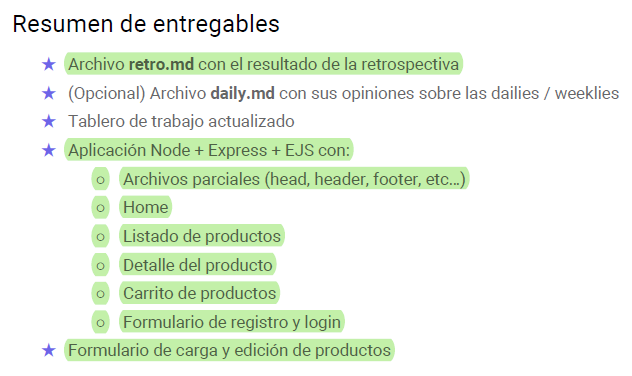 Resumen de entregables
★ Archivo retro.md con el resultado de la retrospectiva
★ (Opcional) Archivo daily.md con sus opiniones sobre las dailies / weeklies
★ Tablero de trabajo actualizado
★ Aplicación Node + Express + EJS con:
○ Archivos parciales (head, header, footer, etc…)
○ Home
○ Listado de productos
○ Detalle del producto
○ Carrito de productos
○ Formulario de registro y login
★ Formulario de carga y edición de productos